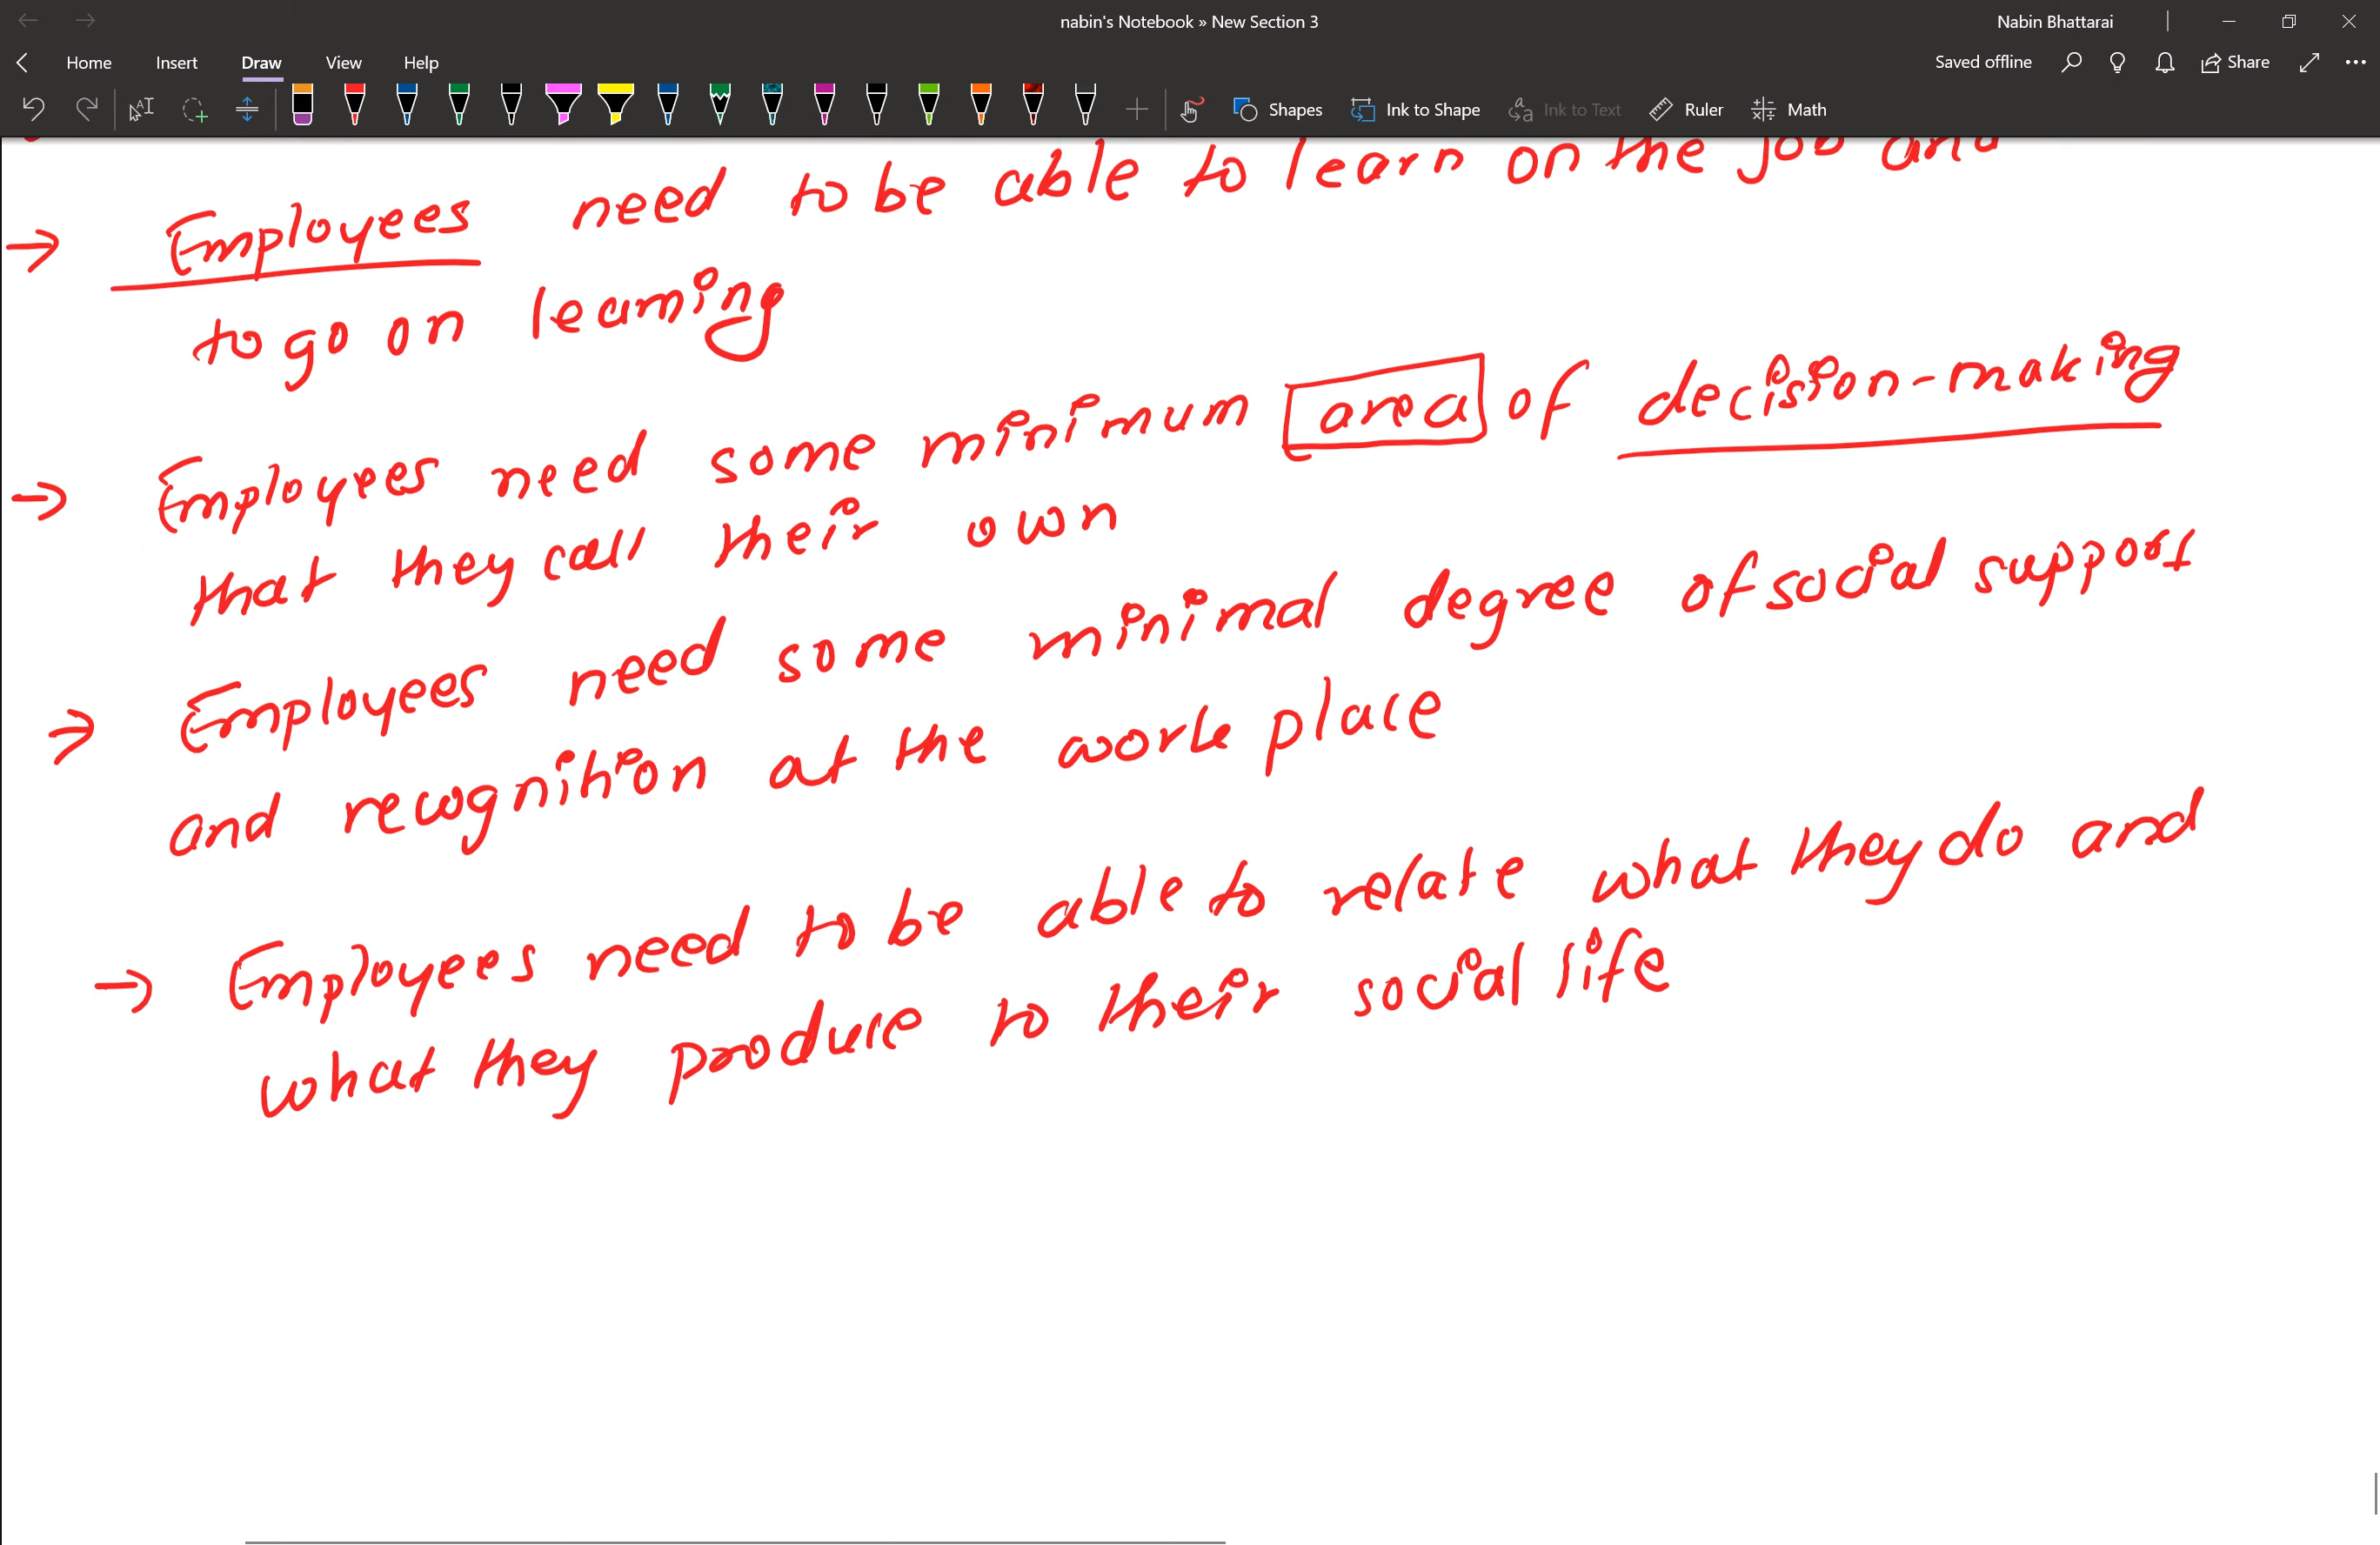 nabin's Notebook » New Section 3
Nabin Bhattarai
Home Insert Draw View Help
Saved offline
Share
Shapes Ink to Shape Ink to Text Ruler Math
→ Employees need to be able to learn on the job and
to go on learning
→ Employees need some minimum area of decision-making
that they call their own
→ Employees need some minimal degree of social support
and recognition at the work place
→ Employees need to be able to relate what they do and
what they produce to their social life